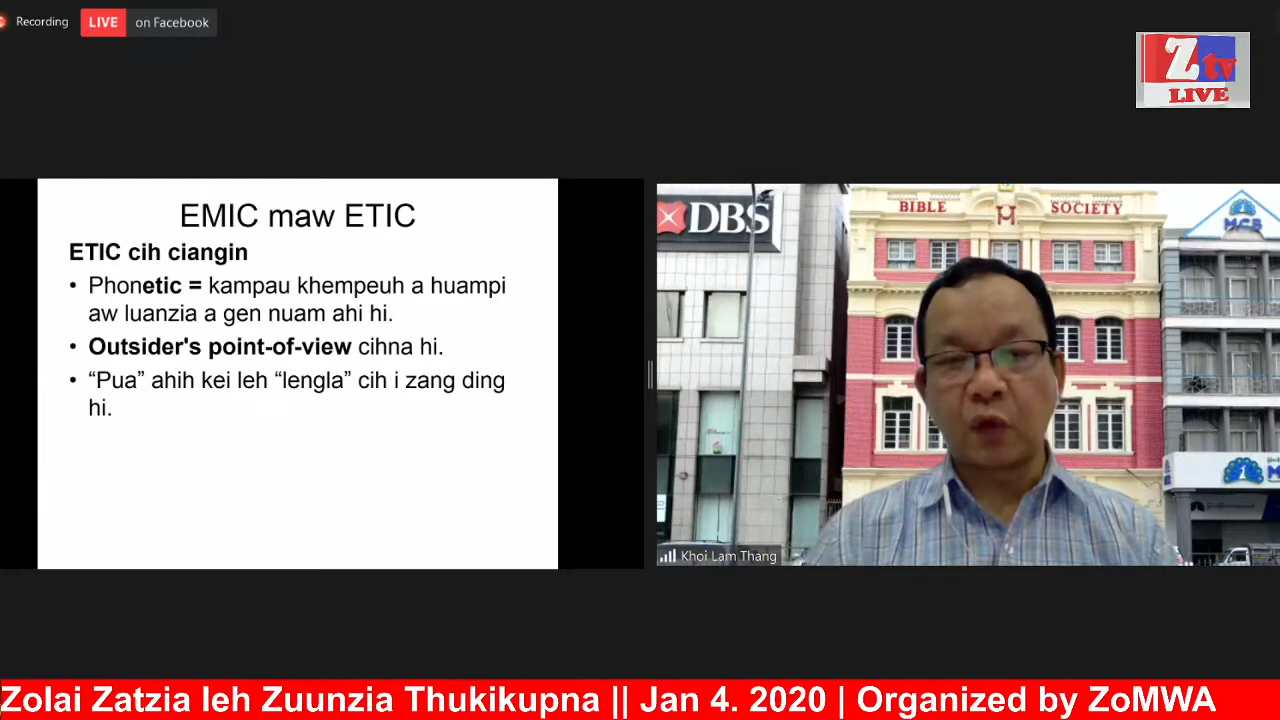 Recording
LIVE
on Facebook
Z tv
LIVE
EMIC maw ETIC
ETIC cih ciangin
• Phonetic = kampau khempeuh a huampi
aw luanzia a gen nuam ahi hi.
• Outsider's point-of-view cihna hi.
• “Pua” ahih kei leh “lengla” cih i zang ding
hi.
DBS
BIBLE SOCIETY
MCB
Khoi Lam Thang
Zolai Zatzia leh Zuunzia Thukikupna || Jan 4. 2020 | Organized by ZoMWA